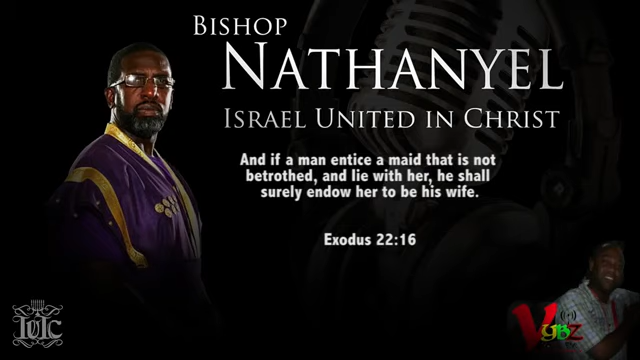 BISHOP
NATHANYEL
ISRAEL UNITED IN CHRIST
And if a man entice a maid that is not
betrothed, and lie with her, he shall
surely endow her to be his wife.
Exodus 22:16
IUIC
VYBZ